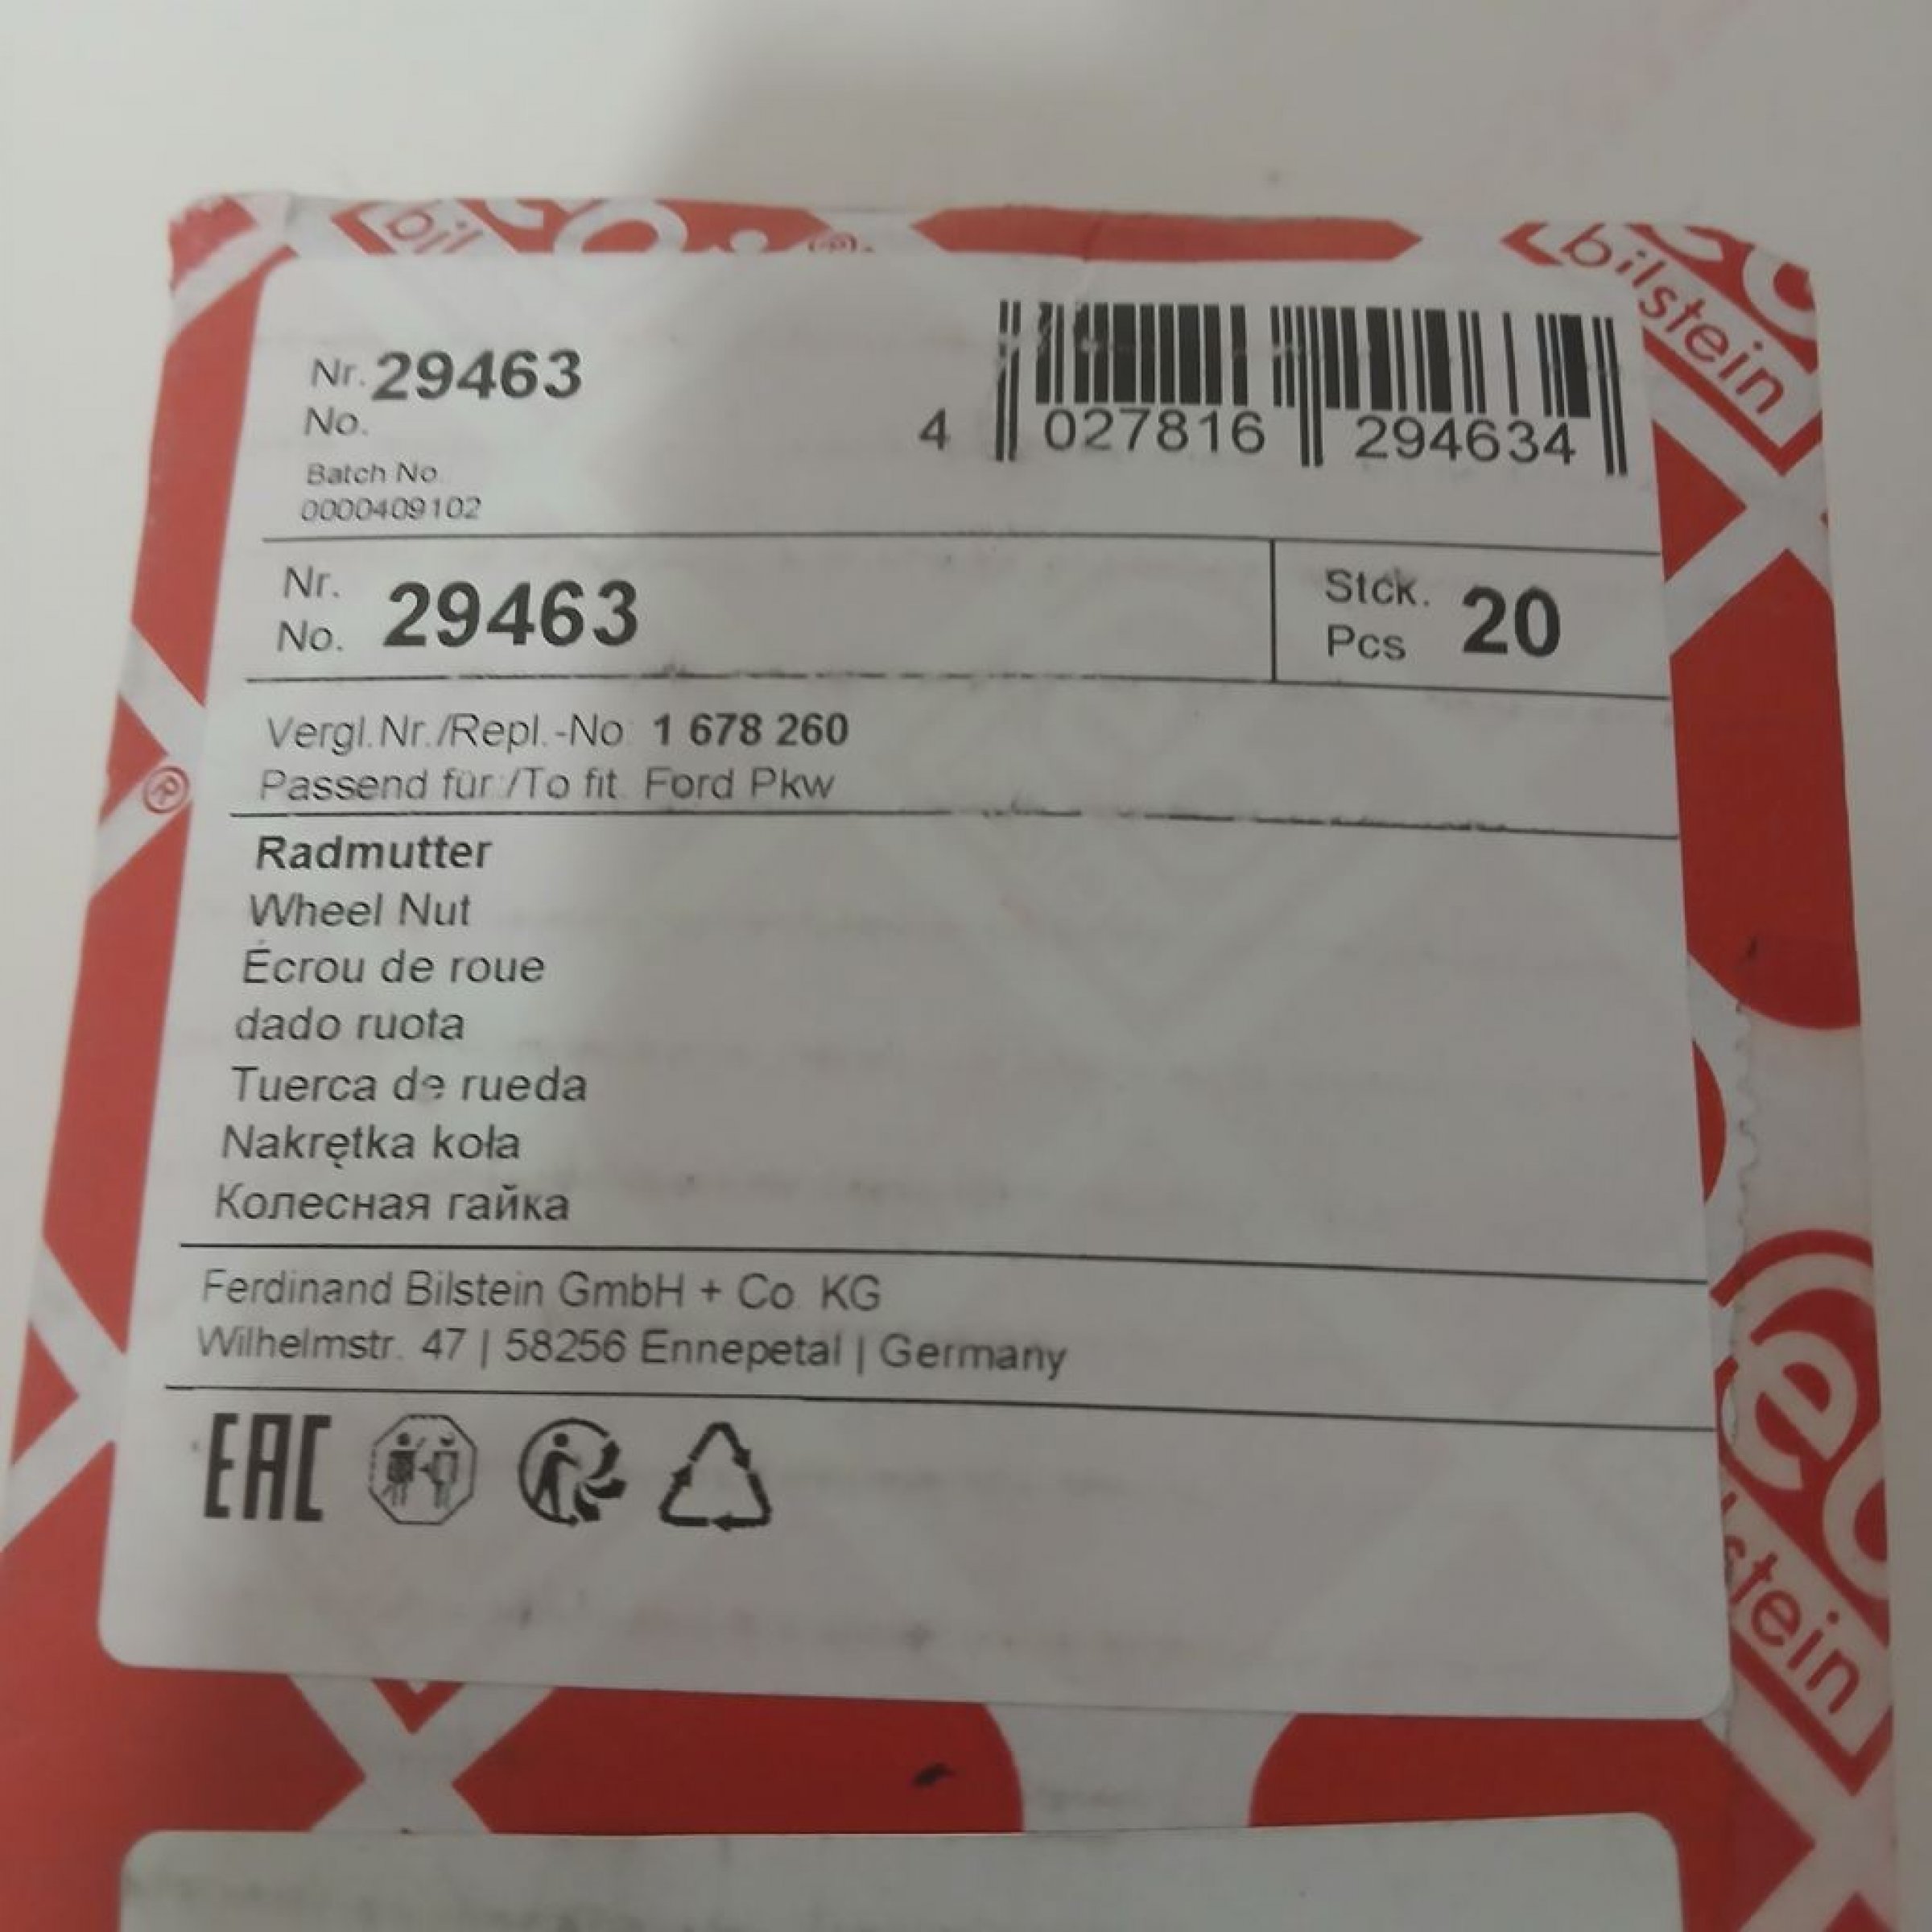 bil
bilstein
Nr. 29463
No.
4 027816 294634
Batch No.
0000409102
Nr.
No. 29463
Stck.
Pcs 20
Vergl.Nr./Repl.-No: 1 678 260
Passend für:/To fit: Ford Pkw
®
Radmutter
Wheel Nut
Écrou de roue
dado ruota
Tuerca de rueda
Nakrętka koła
Колесная гайка
Ferdinand Bilstein GmbH + Co. KG
Wilhelmstr. 47 | 58256 Ennepetal | Germany
EAC
stein